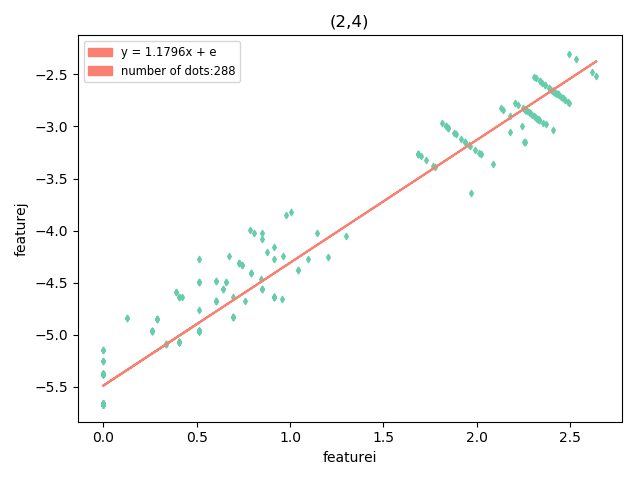 (2,4)
y = 1.1796x + e
number of dots:288
−2.5
−3.0
−3.5
−4.0
−4.5
−5.0
−5.5
featurej
0.0 0.5 1.0 1.5 2.0 2.5
featurei